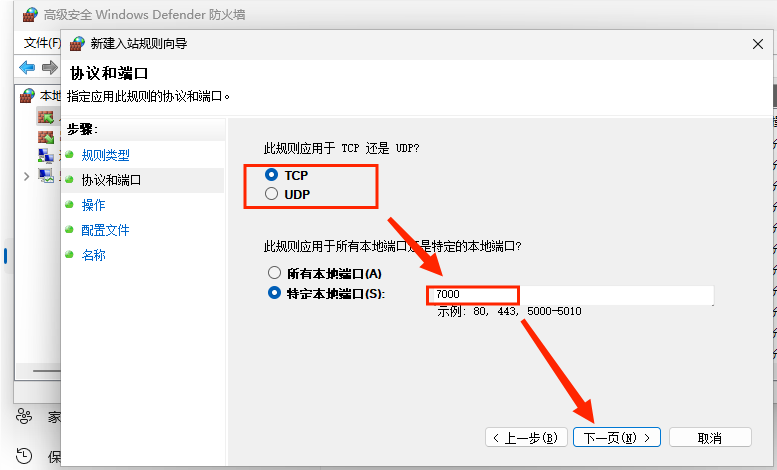 高级安全 Windows Defender 防火墙
文件(F)
新建入站规则向导
协议和端口
指定应用此规则的协议和端口。
本地
步骤:
规则类型
协议和端口
操作
配置文件
名称
此规则应用于 TCP 还是 UDP?
TCP
UDP
此规则应用于所有本地端口还是特定的本地端口?
所有本地端口(A)
特定本地端口(S):
7000
示例: 80, 443, 5000-5010
< 上一步(B)
下一页(N) >
取消
家
保